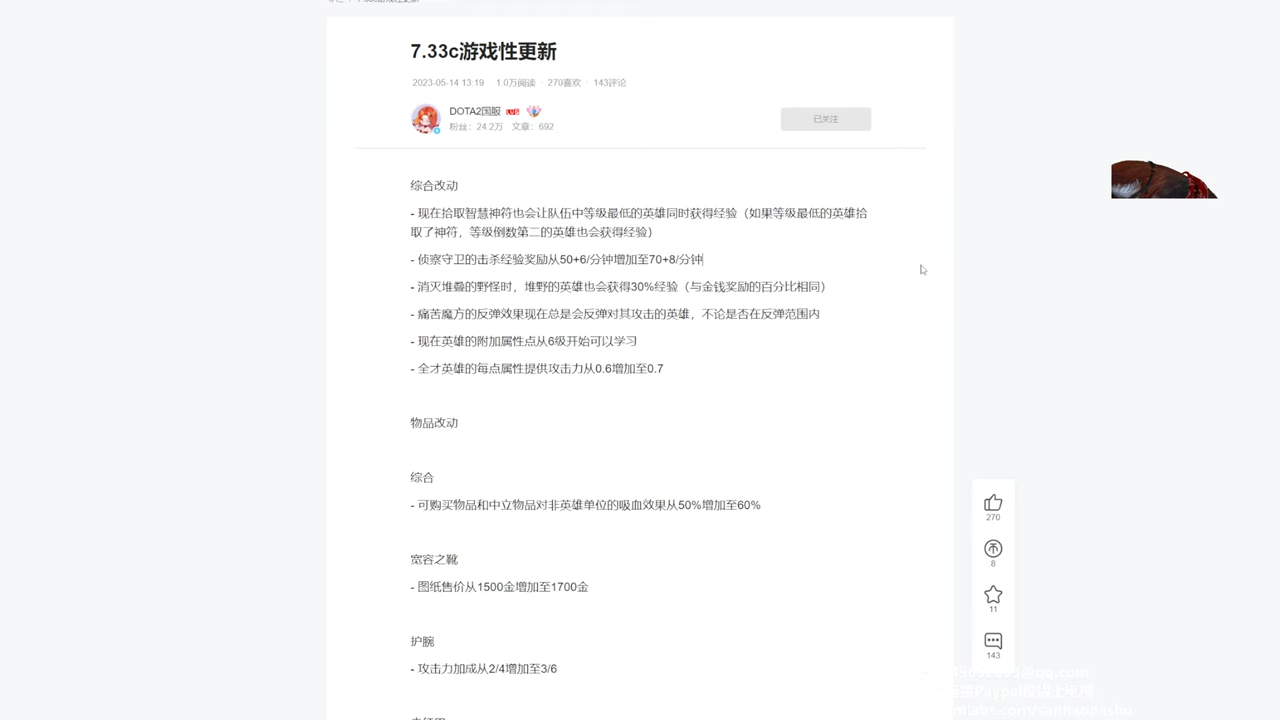 7.33c游戏性更新
2023-05-14 13:19 1.0万阅读 · 270喜欢 · 143评论
DOTA2国服 LV6
粉丝：24.2万 文章：692
已关注
综合改动
- 现在拾取智慧神符也会让队伍中等级最低的英雄同时获得经验（如果等级最低的英雄拾
取了神符，等级倒数第二的英雄也会获得经验）
- 侦察守卫的击杀经验奖励从50+6/分钟增加至70+8/分钟
- 消灭堆叠的野怪时，堆野的英雄也会获得30%经验（与金钱奖励的百分比相同）
- 痛苦魔方的反弹效果现在总是会反弹对其攻击的英雄，不论是否在反弹范围内
- 现在英雄的附加属性点从6级开始可以学习
- 全才英雄的每点属性提供攻击力从0.6增加至0.7
物品改动
综合
- 可购买物品和中立物品对非英雄单位的吸血效果从50%增加至60%
宽容之靴
- 图纸售价从1500金增加至1700金
护腕
- 攻击力加成从2/4增加至3/6
270
8
11
143
@qq.com